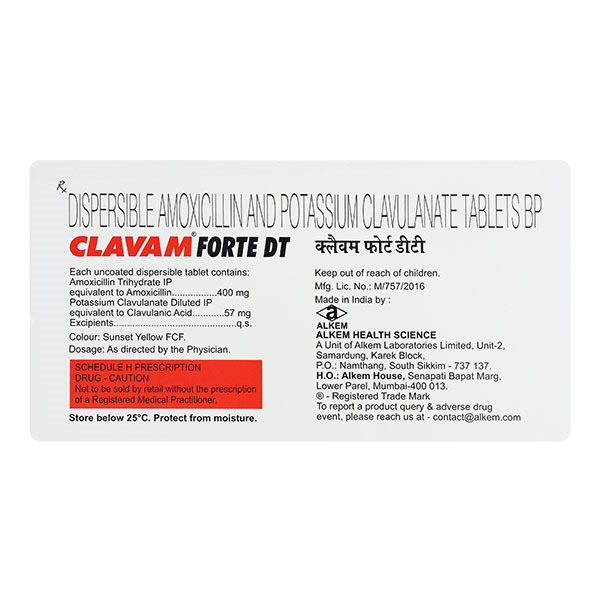 Rx
DISPERSIBLE AMOXICILLIN AND POTASSIUM CLAVULANATE TABLETS BP
CLAVAM® FORTE DT क्लैवम फोर्ट डीटी
Each uncoated dispersible tablet contains:
Amoxicillin Trihydrate IP
equivalent to Amoxicillin.................400 mg
Potassium Clavulanate Diluted IP
equivalent to Clavulanic Acid............57 mg
Excipients....................................q.s.
Colour: Sunset Yellow FCF.
Dosage: As directed by the Physician.
SCHEDULE H PRESCRIPTION
DRUG - CAUTION
Not to be sold by retail without the prescription
of a Registered Medical Practitioner.
Store below 25°C. Protect from moisture.
Keep out of reach of children.
Mfg. Lic. No.: M/757/2016
Made in India by :
a
ALKEM
ALKEM HEALTH SCIENCE
A Unit of Alkem Laboratories Limited, Unit-2,
Samardung, Karek Block,
P.O.: Namthang, South Sikkim - 737 137.
H.O.: Alkem House, Senapati Bapat Marg,
Lower Parel, Mumbai-400 013.
® - Registered Trade Mark
To report a product query & adverse drug
event, please reach us at - contact@alkem.com